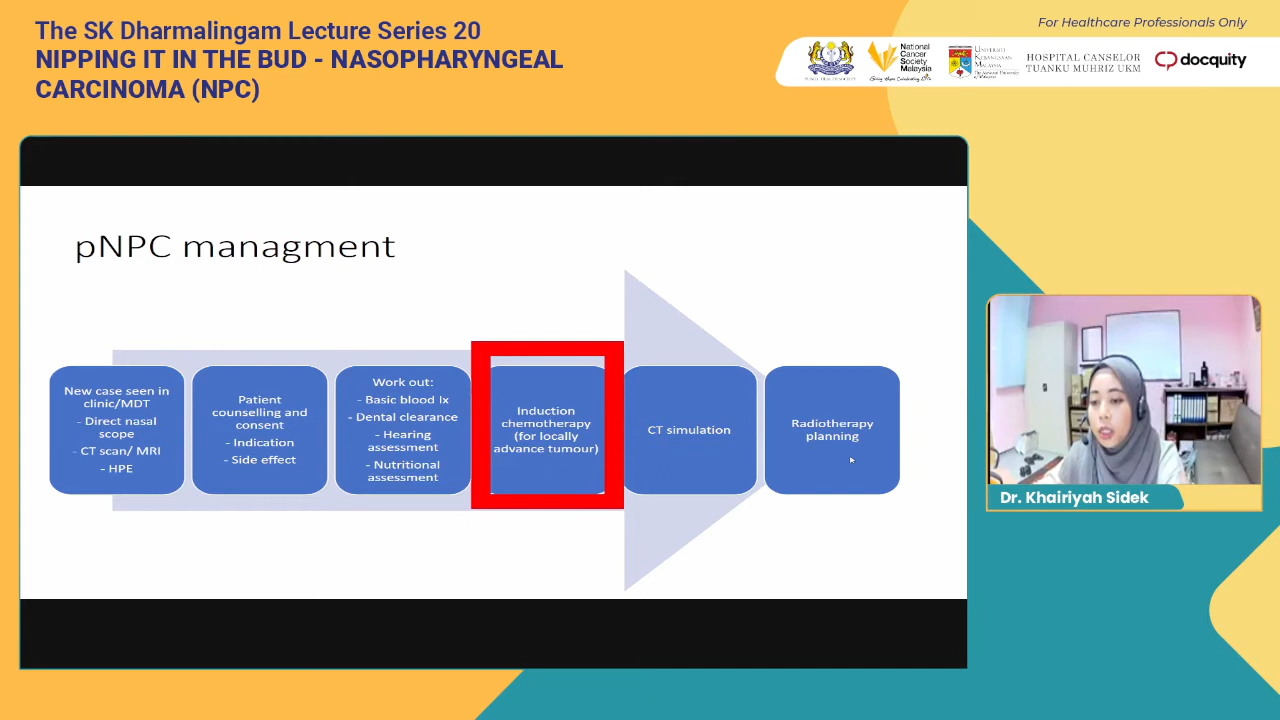 The SK Dharmalingam Lecture Series 20
NIPPING IT IN THE BUD - NASOPHARYNGEAL
CARCINOMA (NPC)
For Healthcare Professionals Only
National
Cancer
Society
Malaysia
UNIVERSITI
KEBANGSAAN
MALAYSIA
HOSPITAL CANSELOR
TUANKU MUHRIZ UKM
docquity
pNPC managment
New case seen in
clinic/MDT
- Direct nasal
scope
- CT scan/ MRI
- HPE
Patient
counselling and
consent
- Indication
- Side effect
Work out:
- Basic blood Ix
- Dental clearance
- Hearing
assessment
- Nutritional
assessment
Induction
chemotherapy
(for locally
advance tumour)
CT simulation
Radiotherapy
planning
Dr. Khairiyah Sidek